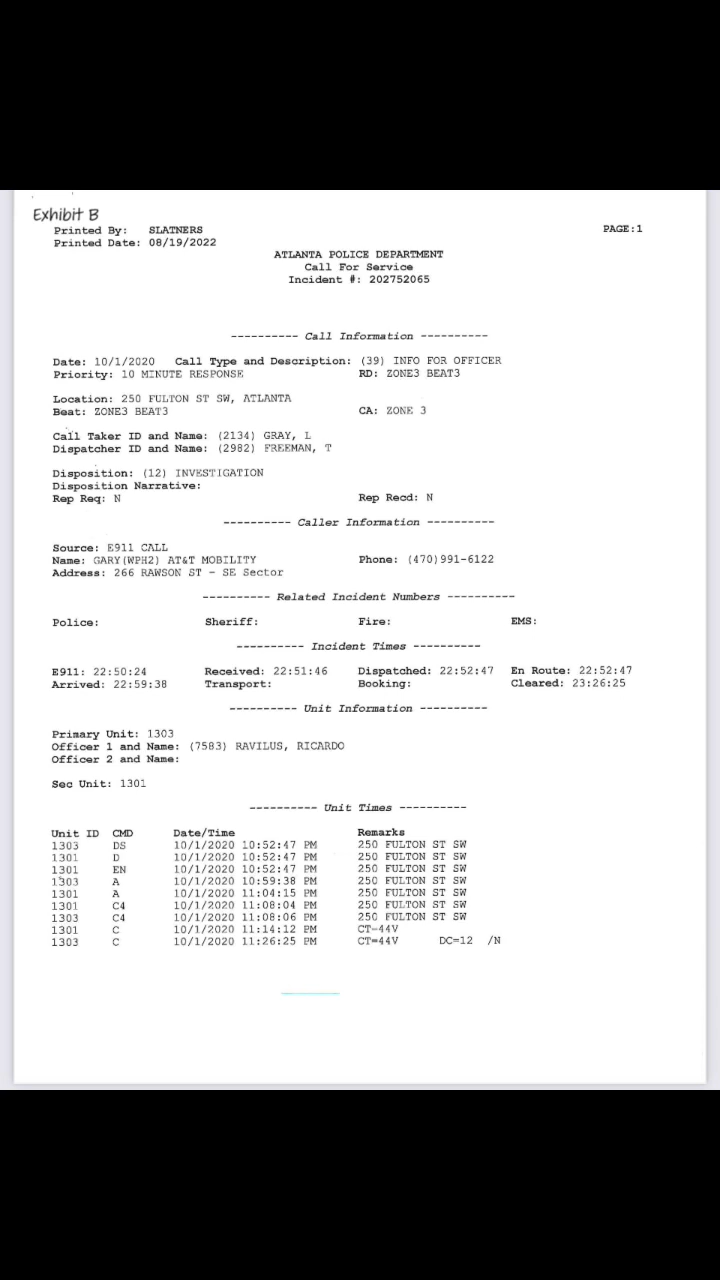 Exhibit B
Printed By: SLATNERS PAGE:1
Printed Date: 08/19/2022
ATLANTA POLICE DEPARTMENT
Call For Service
Incident #: 202752065
---------- Call Information ----------
Date: 10/1/2020 Call Type and Description: (39) INFO FOR OFFICER
Priority: 10 MINUTE RESPONSE RD: ZONE3 BEAT3
Location: 250 FULTON ST SW, ATLANTA
Beat: ZONE3 BEAT3 CA: ZONE 3
Call Taker ID and Name: (2134) GRAY, L
Dispatcher ID and Name: (2982) FREEMAN, T
Disposition: (12) INVESTIGATION
Disposition Narrative:
Rep Req: N Rep Recd: N
---------- Caller Information ----------
Source: E911 CALL
Name: GARY(WPH2) AT&T MOBILITY Phone: (470)991-6122
Address: 266 RAWSON ST - SE Sector
---------- Related Incident Numbers ----------
Police: Sheriff: Fire: EMS:
---------- Incident Times ----------
E911: 22:50:24 Received: 22:51:46 Dispatched: 22:52:47 En Route: 22:52:47
Arrived: 22:59:38 Transport: Booking: Cleared: 23:26:25
---------- Unit Information ----------
Primary Unit: 1303
Officer 1 and Name: (7583) RAVILUS, RICARDO
Officer 2 and Name:
Sec Unit: 1301
---------- Unit Times ----------
Unit ID CMD Date/Time Remarks
1303 DS 10/1/2020 10:52:47 PM 250 FULTON ST SW
1301 D 10/1/2020 10:52:47 PM 250 FULTON ST SW
1301 EN 10/1/2020 10:52:47 PM 250 FULTON ST SW
1303 A 10/1/2020 10:59:38 PM 250 FULTON ST SW
1301 A 10/1/2020 11:04:15 PM 250 FULTON ST SW
1301 C4 10/1/2020 11:08:04 PM 250 FULTON ST SW
1303 C4 10/1/2020 11:08:06 PM 250 FULTON ST SW
1301 C 10/1/2020 11:14:12 PM CT=44V
1303 C 10/1/2020 11:26:25 PM CT=44V DC=12 /N